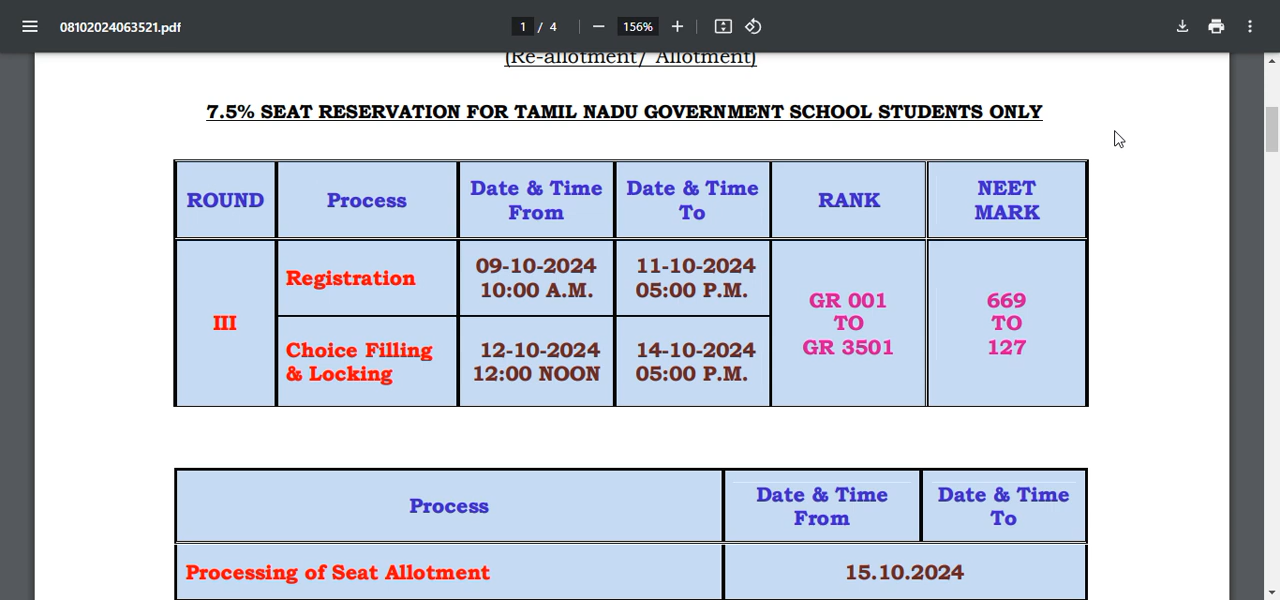 08102024063521.pdf
1 / 4
156%
(Re-allotment/ Allotment)
7.5% SEAT RESERVATION FOR TAMIL NADU GOVERNMENT SCHOOL STUDENTS ONLY
ROUND
Process
Date & Time
From
Date & Time
To
RANK
NEET
MARK
III
Registration
09-10-2024
10:00 A.M.
11-10-2024
05:00 P.M.
GR 001
TO
GR 3501
669
TO
127
Choice Filling
& Locking
12-10-2024
12:00 NOON
14-10-2024
05:00 P.M.
Process
Date & Time
From
Date & Time
To
Processing of Seat Allotment
15.10.2024